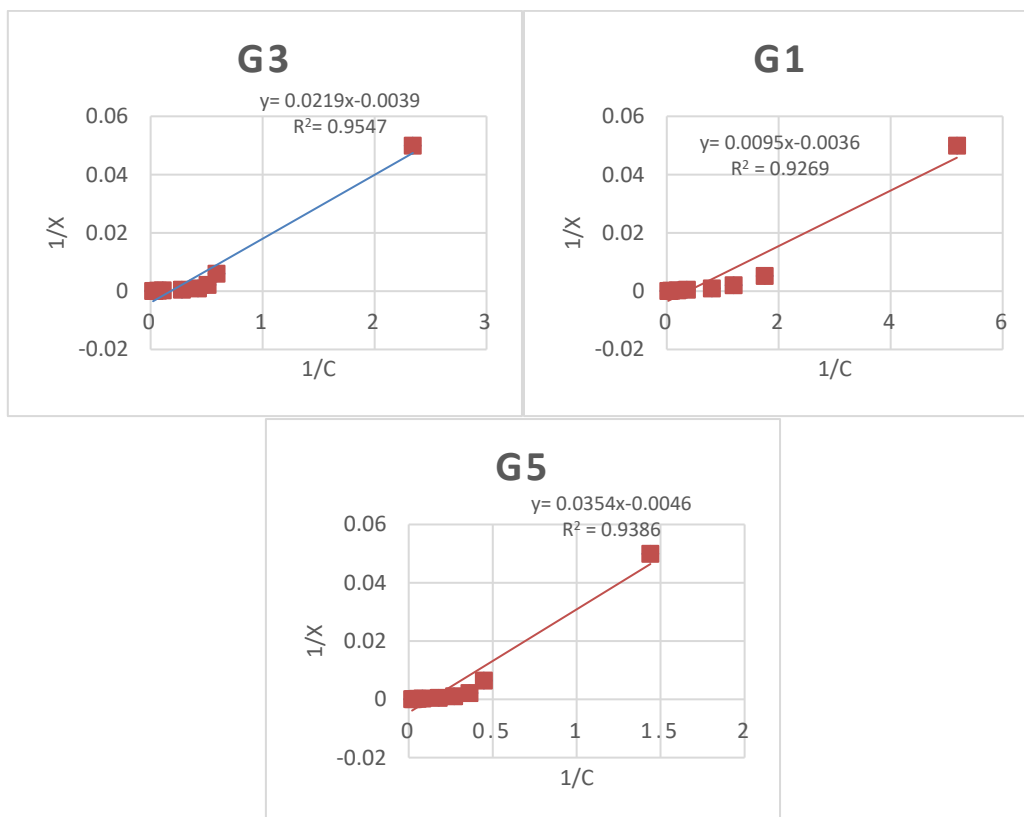 G3
y= 0.0219x-0.0039
R²= 0.9547
0.06
0.04
0.02
0
-0.02
0 1 2 3
1/X
1/C
G1
y= 0.0095x-0.0036
R² = 0.9269
0.06
0.04
0.02
0
-0.02
0 2 4 6
1/X
1/C
G5
y= 0.0354x-0.0046
R² = 0.9386
0.06
0.04
0.02
0
-0.02
0 0.5 1 1.5 2
1/X
1/C